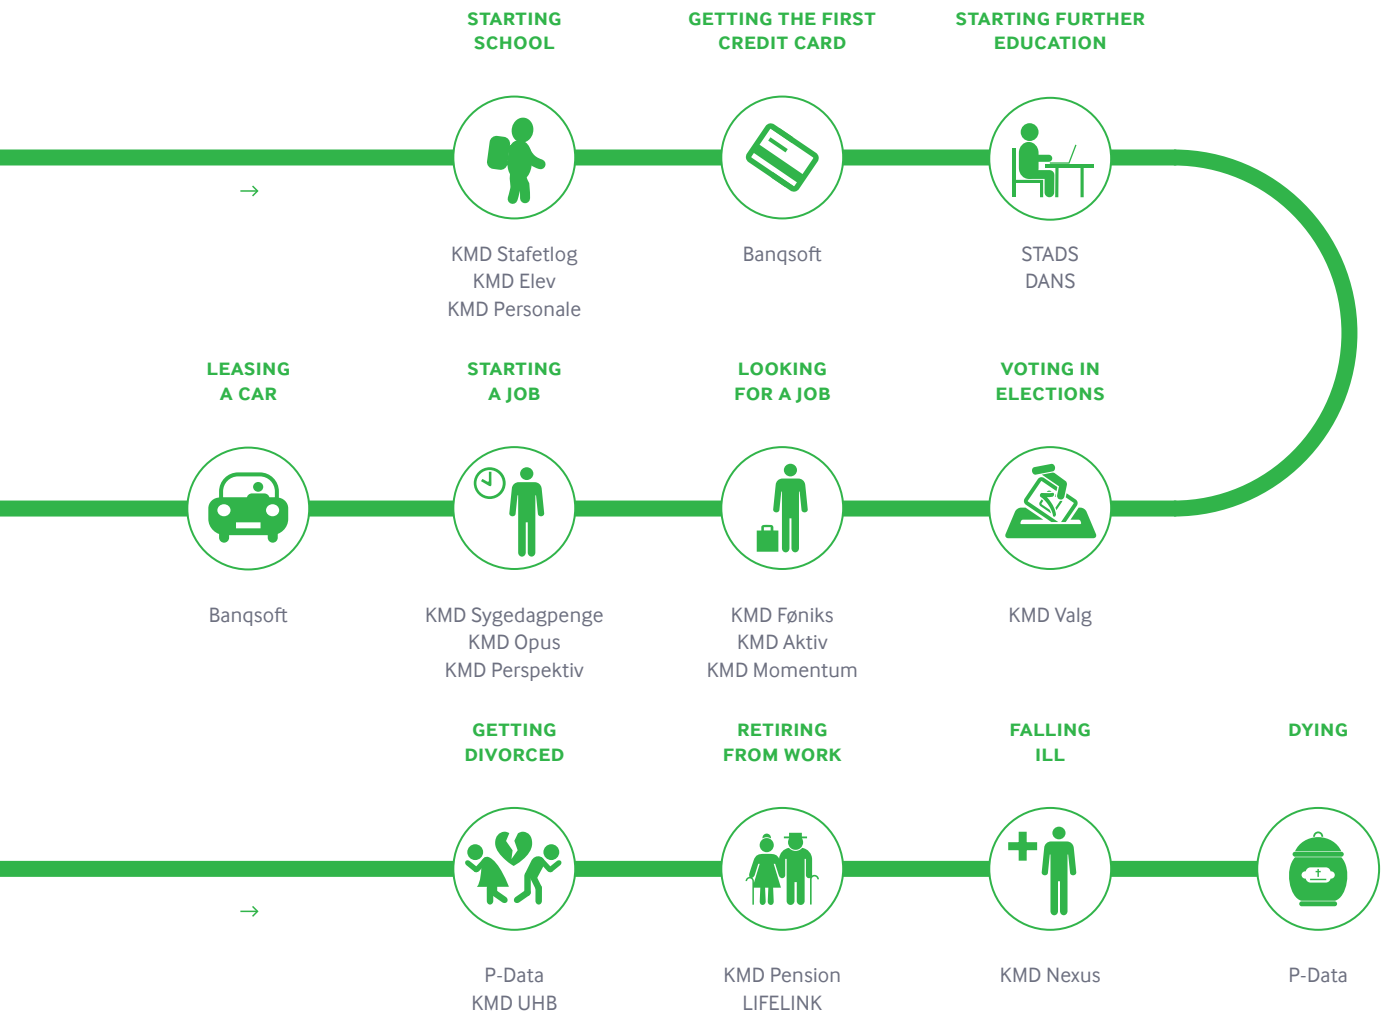 STARTING
SCHOOL
GETTING THE FIRST
CREDIT CARD
STARTING FURTHER
EDUCATION
→
KMD Stafetlog
KMD Elev
KMD Personale
Banqsoft
STADS
DANS
LEASING
A CAR
STARTING
A JOB
LOOKING
FOR A JOB
VOTING IN
ELECTIONS
Banqsoft
KMD Sygedagpenge
KMD Opus
KMD Perspektiv
KMD Føniks
KMD Aktiv
KMD Momentum
KMD Valg
GETTING
DIVORCED
RETIRING
FROM WORK
FALLING
ILL
DYING
→
P-Data
KMD UHB
KMD Pension
LIFELINK
KMD Nexus
P-Data